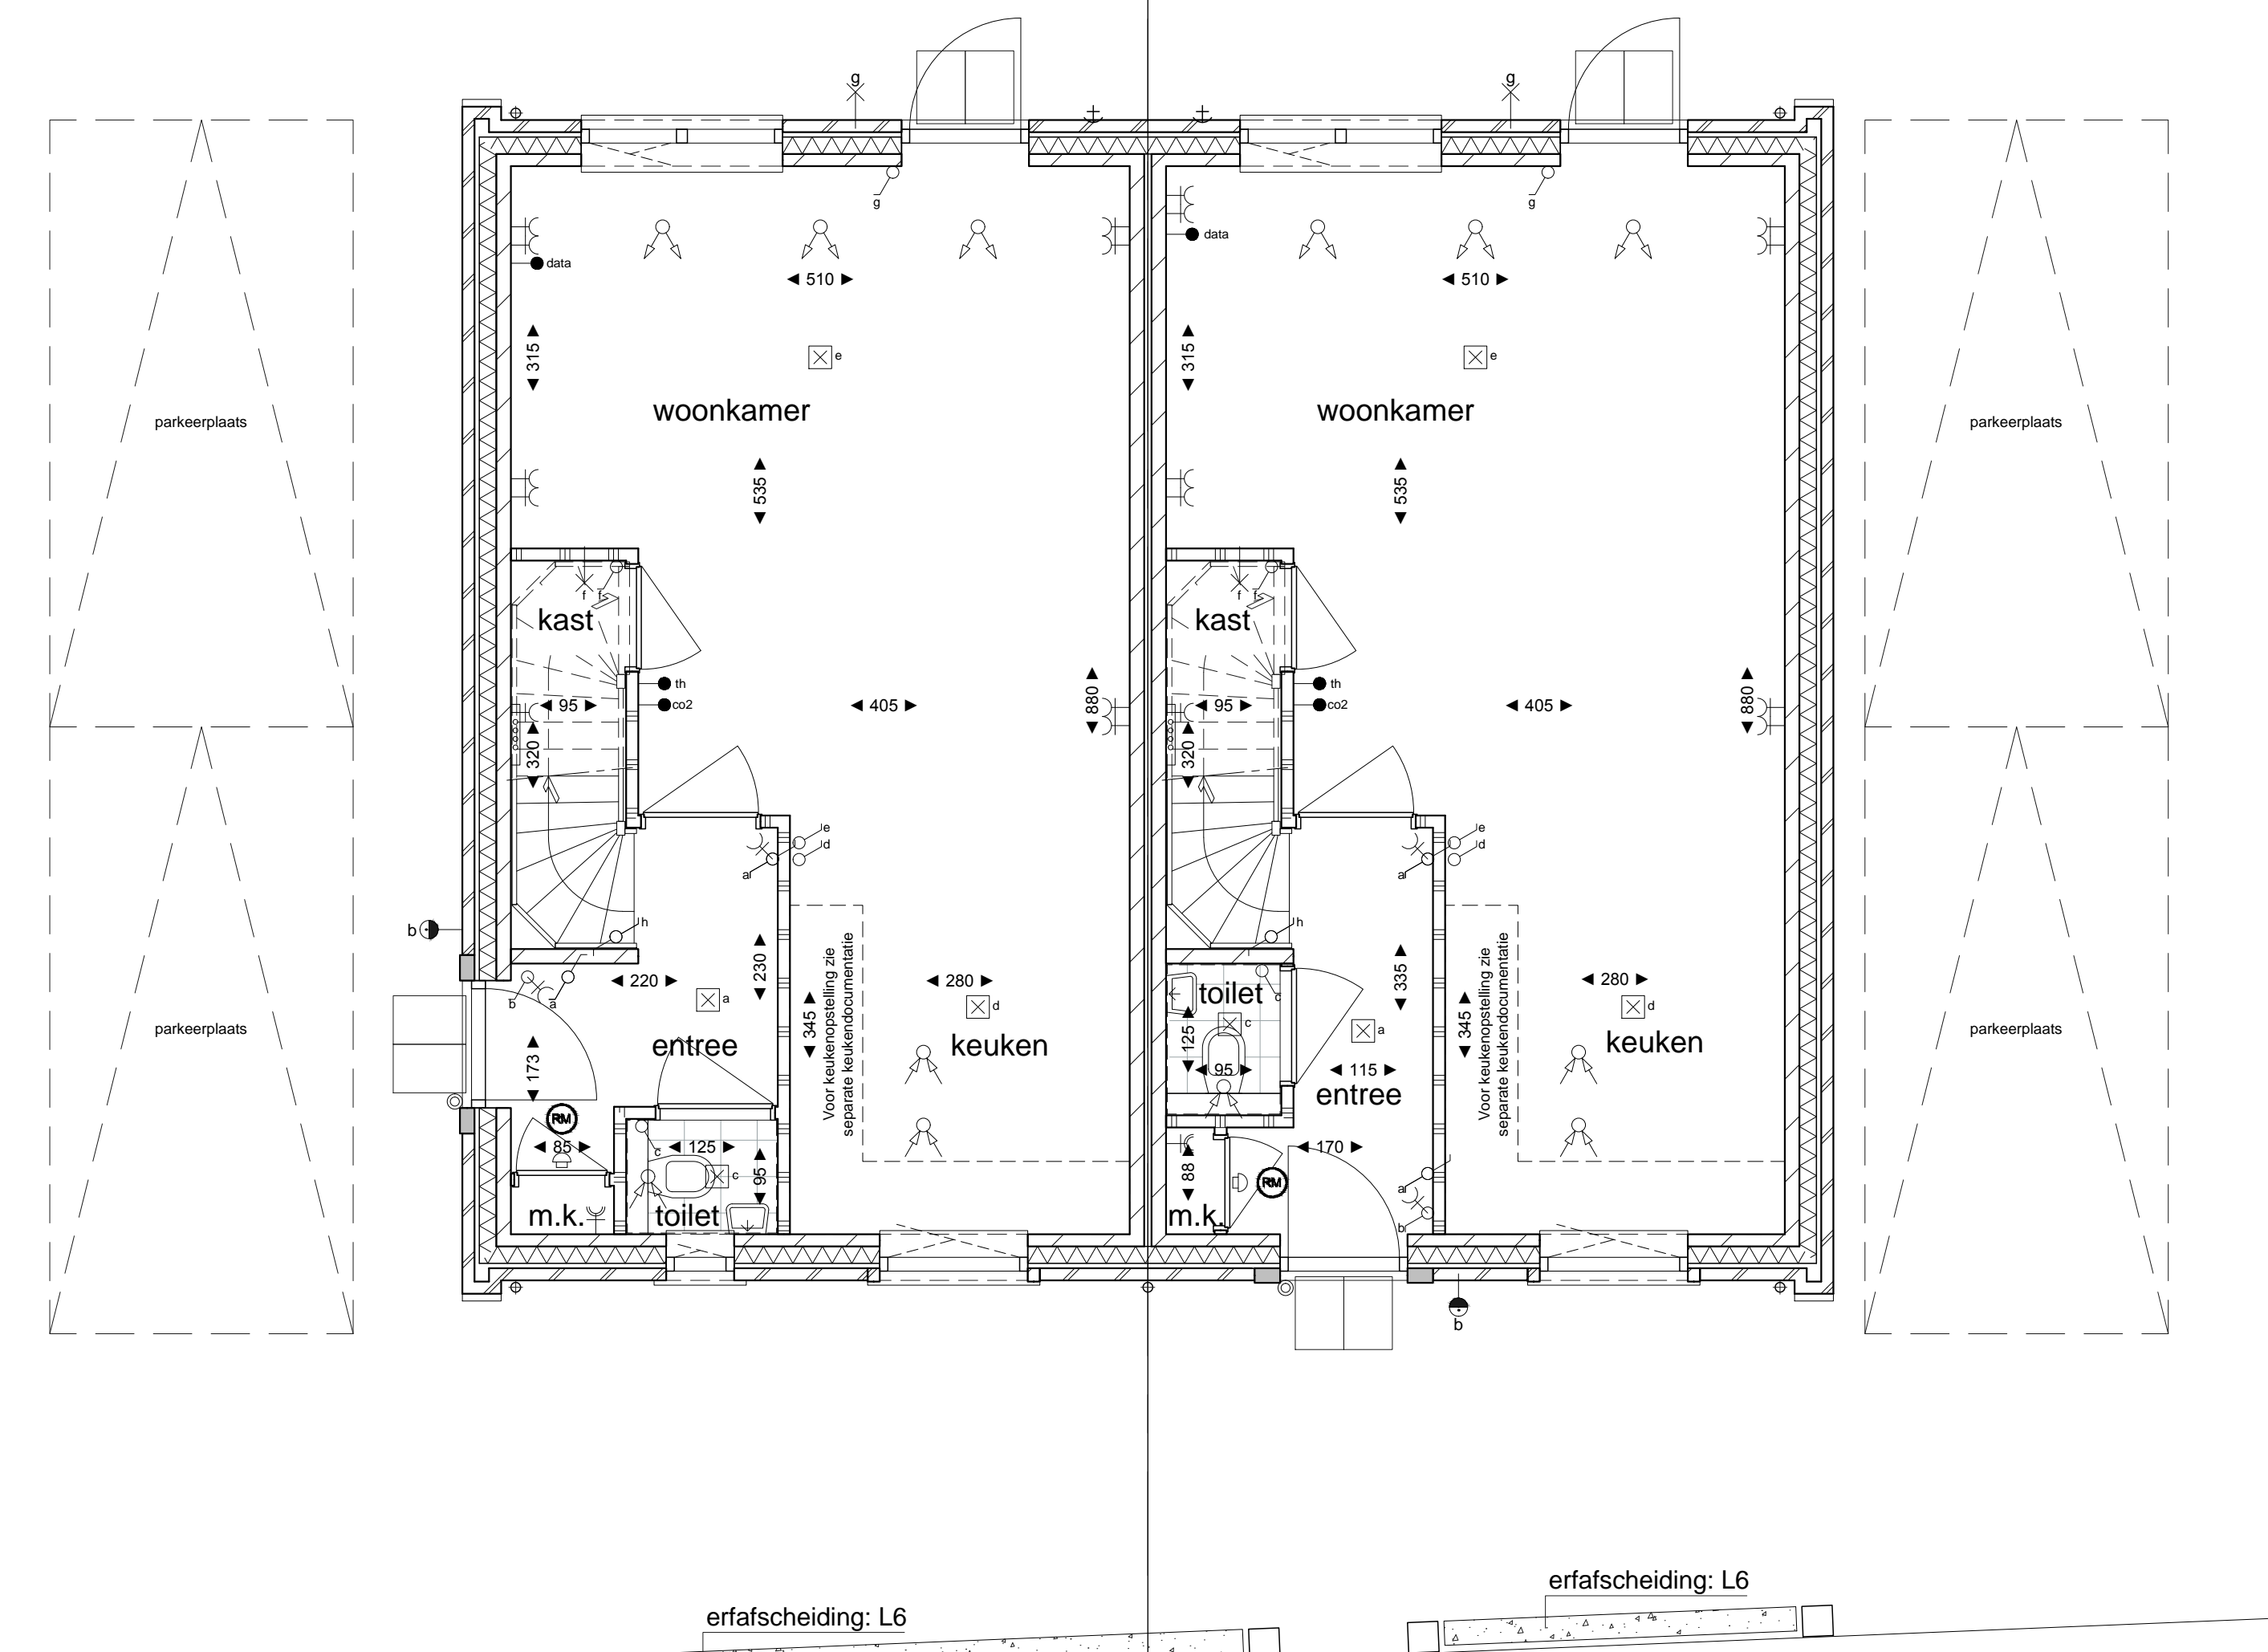 g
g
g
g
data
data
510
510
315
315
e
e
woonkamer
woonkamer
parkeerplaats
parkeerplaats
535
535
f f
f f
kast
kast
th
th
co2
co2
95
405
880
95
405
880
320
320
e
d
a
e
d
a
h
h
b
220
230
280
335
280
b a
a
d
toilet
c
c
d
345
Voor keukenopstelling zie
separate keukendocumentatie
345
Voor keukenopstelling zie
separate keukendocumentatie
125
a
parkeerplaats
parkeerplaats
entree
keuken
keuken
173
95
115
entree
RM
85
c
125
95
c
170
88
RM
a
b
m.k.
toilet
m.k.
b
erfafscheiding: L6
erfafscheiding: L6